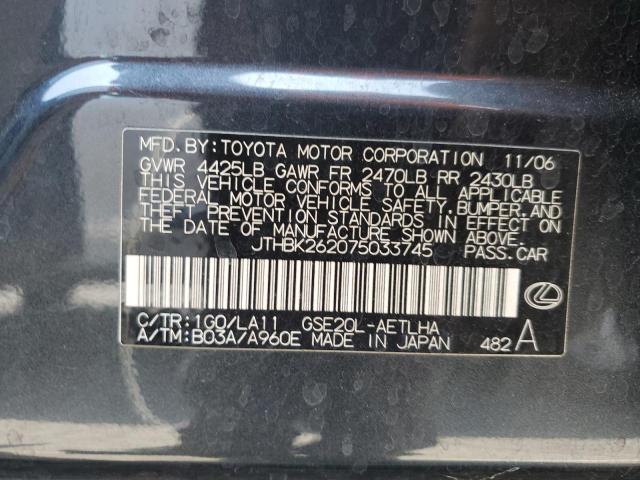 MFD.BY:TOYOTA MOTOR CORPORATION 11/06
GVWR 4425LB GAWR FR 2470LB RR 2430LB
THIS VEHICLE CONFORMS TO ALL APPLICABLE
FEDERAL MOTOR VEHICLE SAFETY,BUMPER,AND
THEFT PREVENTION STANDARDS IN EFFECT ON
THE DATE OF MANUFACTURE SHOWN ABOVE.
JTHBK262075033745 PASS.CAR
C/TR:1G0/LA11 GSE20L-AETLHA
A/TM:B03A/A960E MADE IN JAPAN 482 A